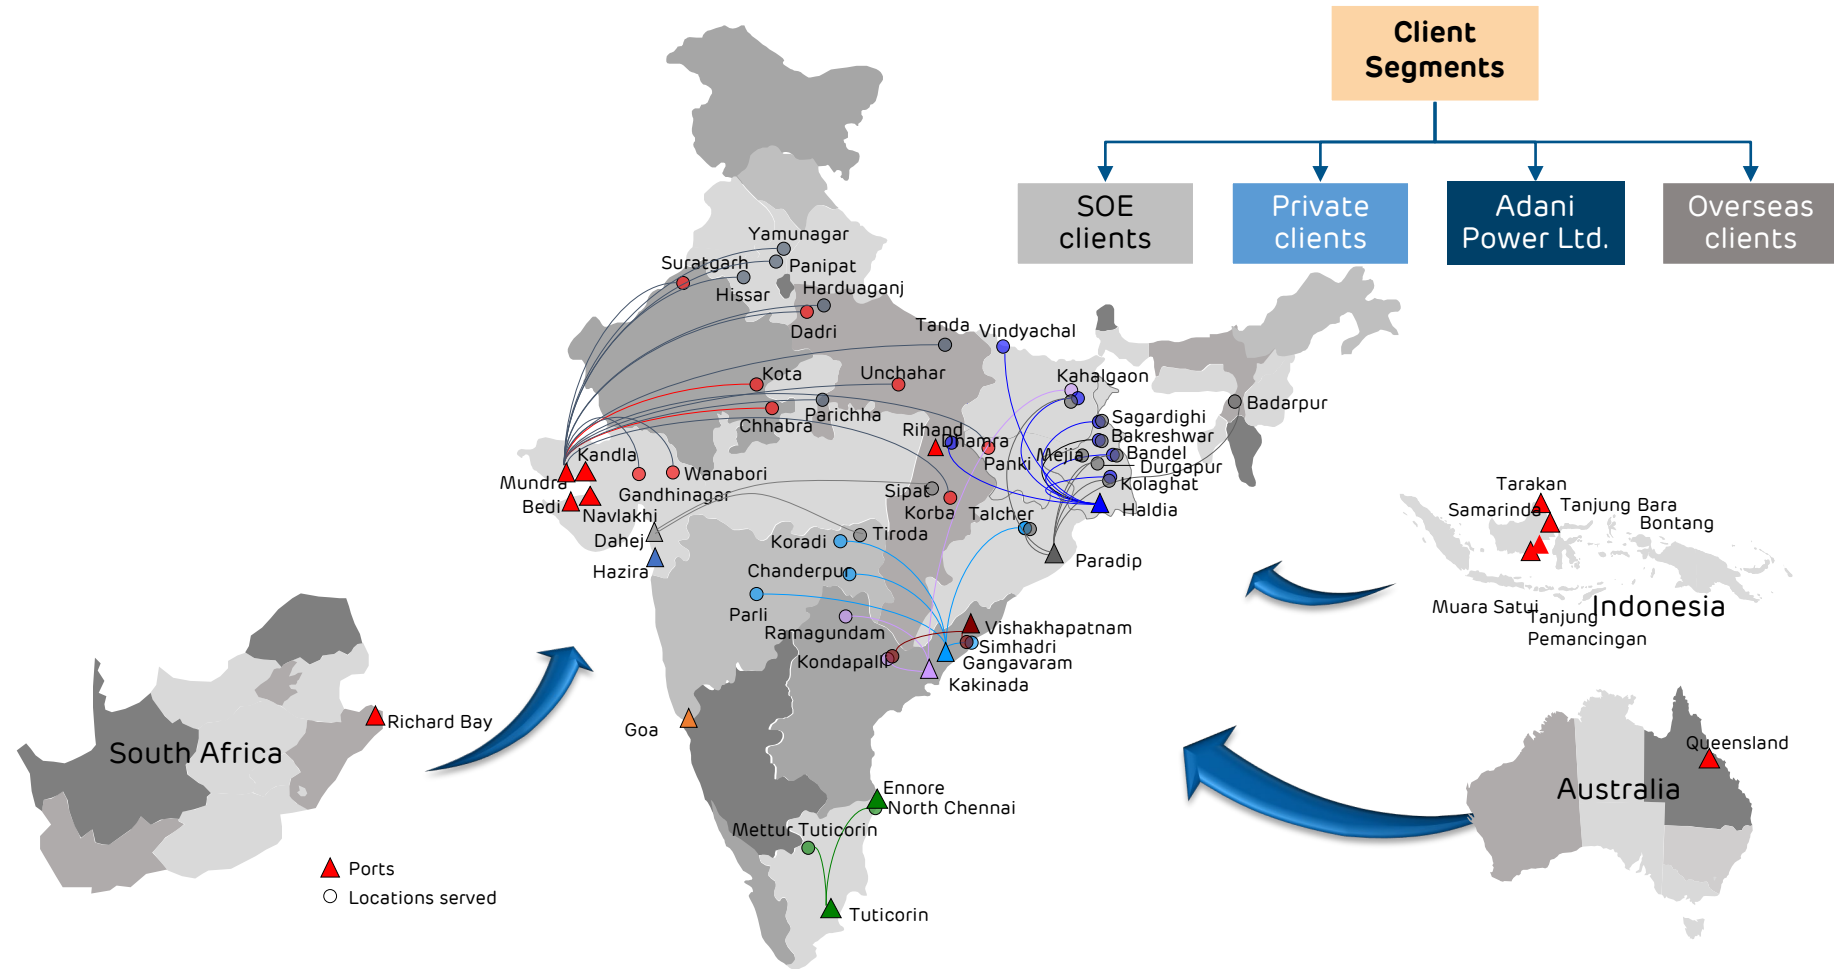 Client
Segments
SOE
clients
Private
clients
Adani
Power Ltd.
Overseas
clients
Yamunagar
Suratgarh
Panipat
Hissar
Harduaganj
Dadri
Tanda
Vindyachal
Kota
Unchahar
Kahalgaon
Parichha
Chhabra
Badarpur
Sagardighi
Rihand
Bakreshwar
Dhamra
Mejia
Bandel
Kandla
Panki
Durgapur
Mundra
Wanabori
Kolaghat
Gandhinagar
Sipat
Bedi
Navlakhi
Korba
Talcher
Haldia
Dahej
Koradi
Tiroda
Hazira
Chanderpur
Paradip
Parli
Ramagundam
Vishakhapatnam
Simhadri
Kondapalli
Gangavaram
Kakinada
Goa
Ennore
North Chennai
Mettur Tuticorin
Tuticorin
Tarakan
Samarinda
Tanjung Bara
Bontang
Muara Satui
Indonesia
Tanjung
Pemancingan
Richard Bay
South Africa
Queensland
Australia
Ports
Locations served